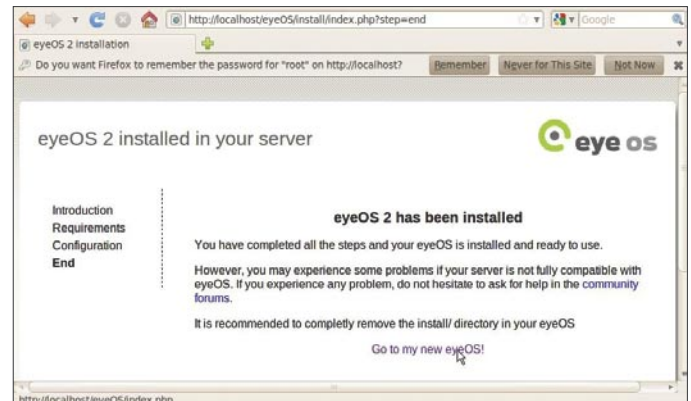 http://localhost/eyeOS/install/index.php?step=end
Google
eyeOS 2 installation
Do you want Firefox to remember the password for "root" on http://localhost?
Remember
Never for This Site
Not Now
eyeOS 2 installed in your server
eye os
Introduction
Requirements
Configuration
End
eyeOS 2 has been installed
You have completed all the steps and your eyeOS is installed and ready to use.
However, you may experience some problems if your server is not fully compatible with
eyeOS. If you experience any problem, do not hesitate to ask for help in the community
forums.
It is recommended to completly remove the install/ directory in your eyeOS
Go to my new eyeOS!
http://localhost/eyeOS/index.php